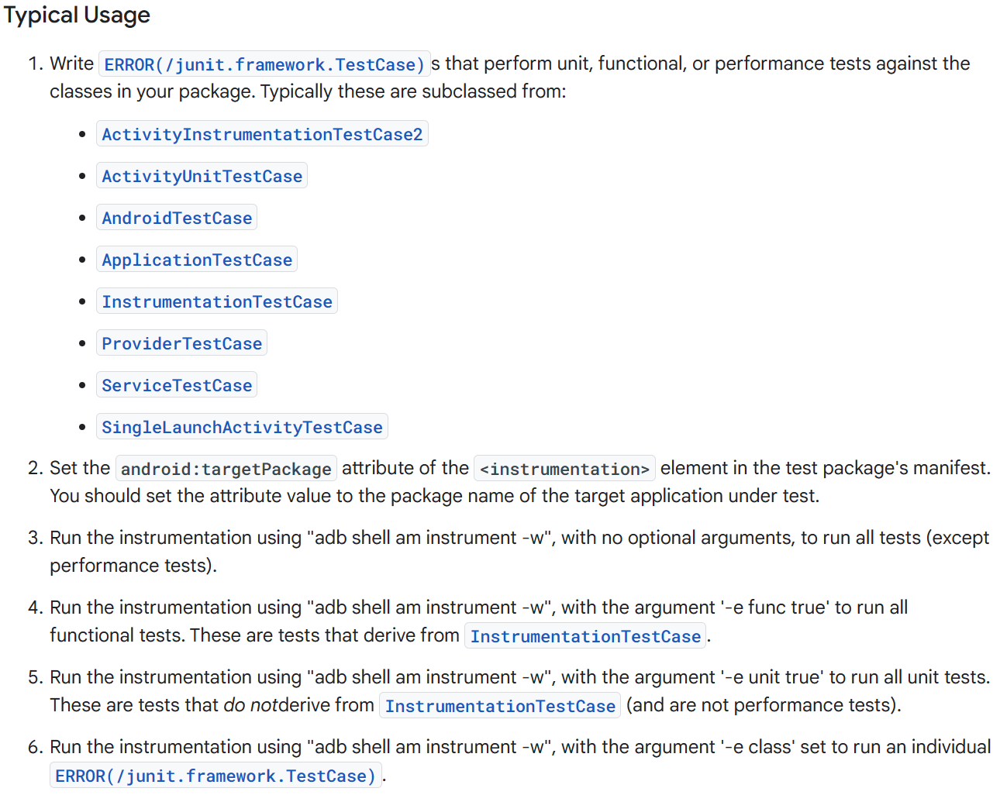 Typical Usage
1. Write ERROR(/junit.framework.TestCase)s that perform unit, functional, or performance tests against the
classes in your package. Typically these are subclassed from:
• ActivityInstrumentationTestCase2
• ActivityUnitTestCase
• AndroidTestCase
• ApplicationTestCase
• InstrumentationTestCase
• ProviderTestCase
• ServiceTestCase
• SingleLaunchActivityTestCase
2. Set the android:targetPackage attribute of the <instrumentation> element in the test package's manifest.
You should set the attribute value to the package name of the target application under test.
3. Run the instrumentation using "adb shell am instrument -w", with no optional arguments, to run all tests (except
performance tests).
4. Run the instrumentation using "adb shell am instrument -w", with the argument '-e func true' to run all
functional tests. These are tests that derive from InstrumentationTestCase.
5. Run the instrumentation using "adb shell am instrument -w", with the argument '-e unit true' to run all unit tests.
These are tests that do notderive from InstrumentationTestCase (and are not performance tests).
6. Run the instrumentation using "adb shell am instrument -w", with the argument '-e class' set to run an individual
ERROR(/junit.framework.TestCase).